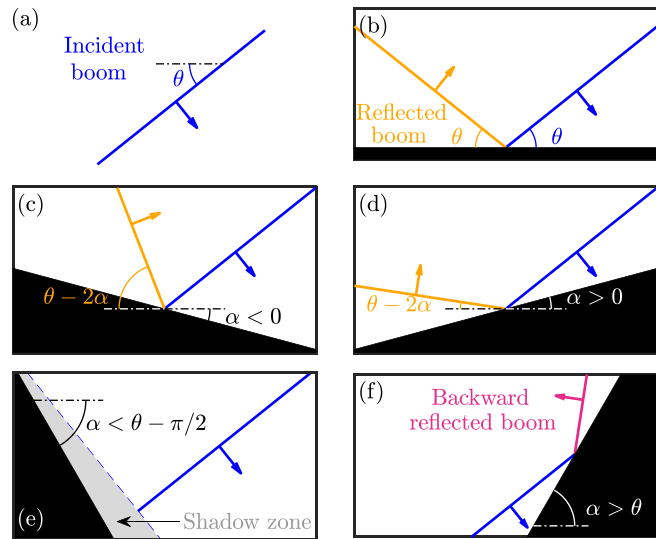 (a)
Incident
boom
θ
(b)
Reflected
boom
θ
θ
(c)
θ − 2α
α < 0
(d)
θ − 2α
α > 0
(e)
α < θ − π/2
Shadow zone
(f)
Backward
reflected boom
α > θ